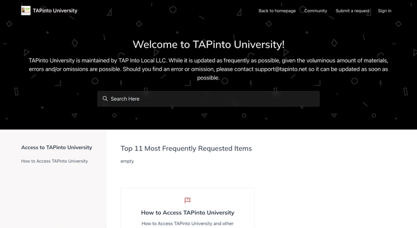 TAPinto University
Back to homepage
Community
Submit a request
Sign in
Welcome to TAPinto University!
TAPinto University is maintained by TAP Into Local LLC. While it is updated as frequently as possible, given the voluminous amount of materials,
errors and/or omissions are possible. Should you find an error or omission, please contact support@tapinto.net so it can be updated as soon as
possible.
Search Here
Access to TAPinto University
How to Access TAPinto University
Top 11 Most Frequently Requested Items
empty
How to Access TAPinto University
How to Access TAPinto University and other